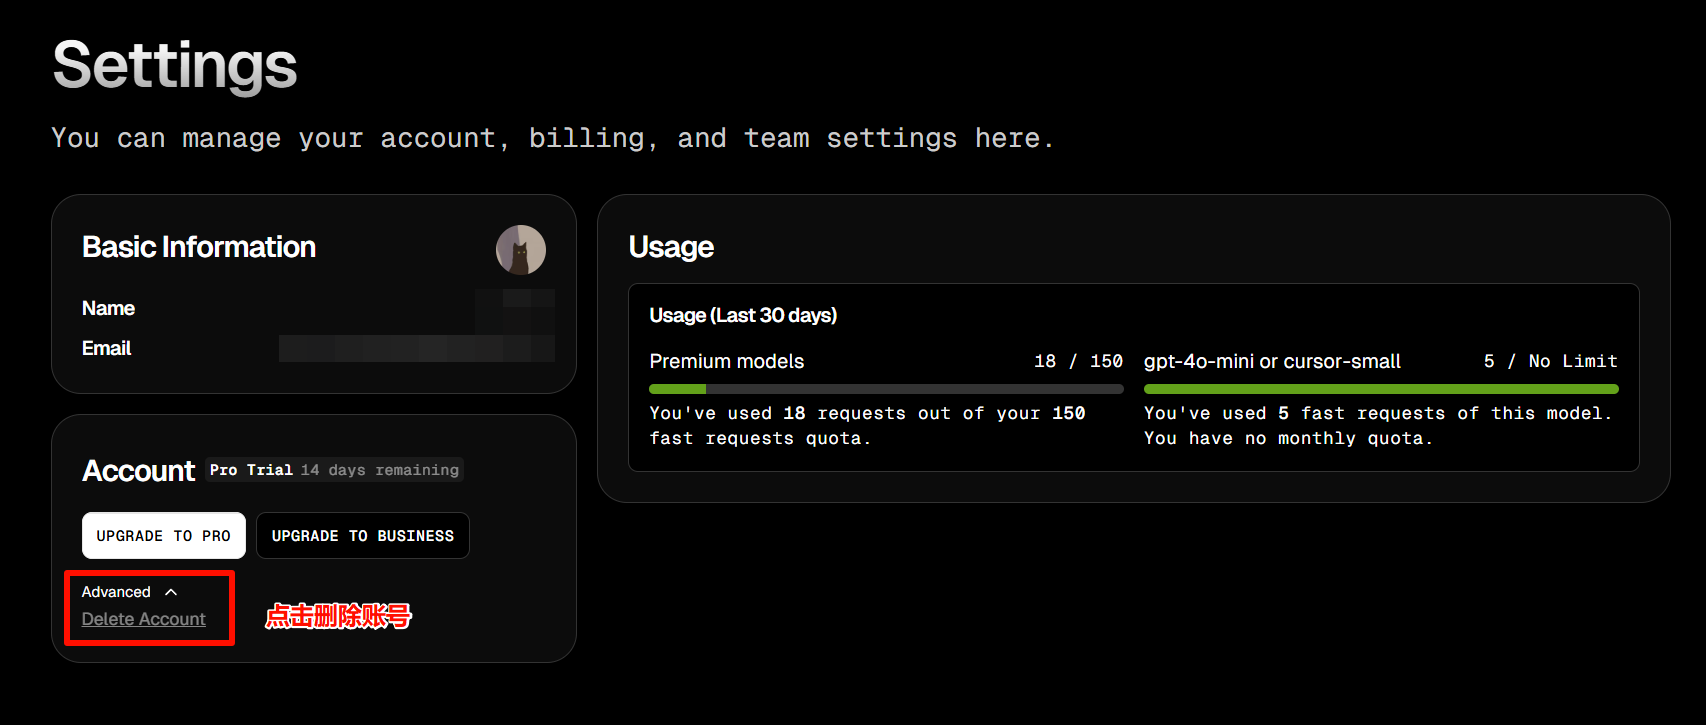 Settings
You can manage your account, billing, and team settings here.
Basic Information
Name
Email
Account Pro Trial 14 days remaining
UPGRADE TO PRO UPGRADE TO BUSINESS
Advanced
Delete Account
点击删除账号
Usage
Usage (Last 30 days)
Premium models 18 / 150
You've used 18 requests out of your 150
fast requests quota.
gpt-4o-mini or cursor-small 5 / No Limit
You've used 5 fast requests of this model.
You have no monthly quota.